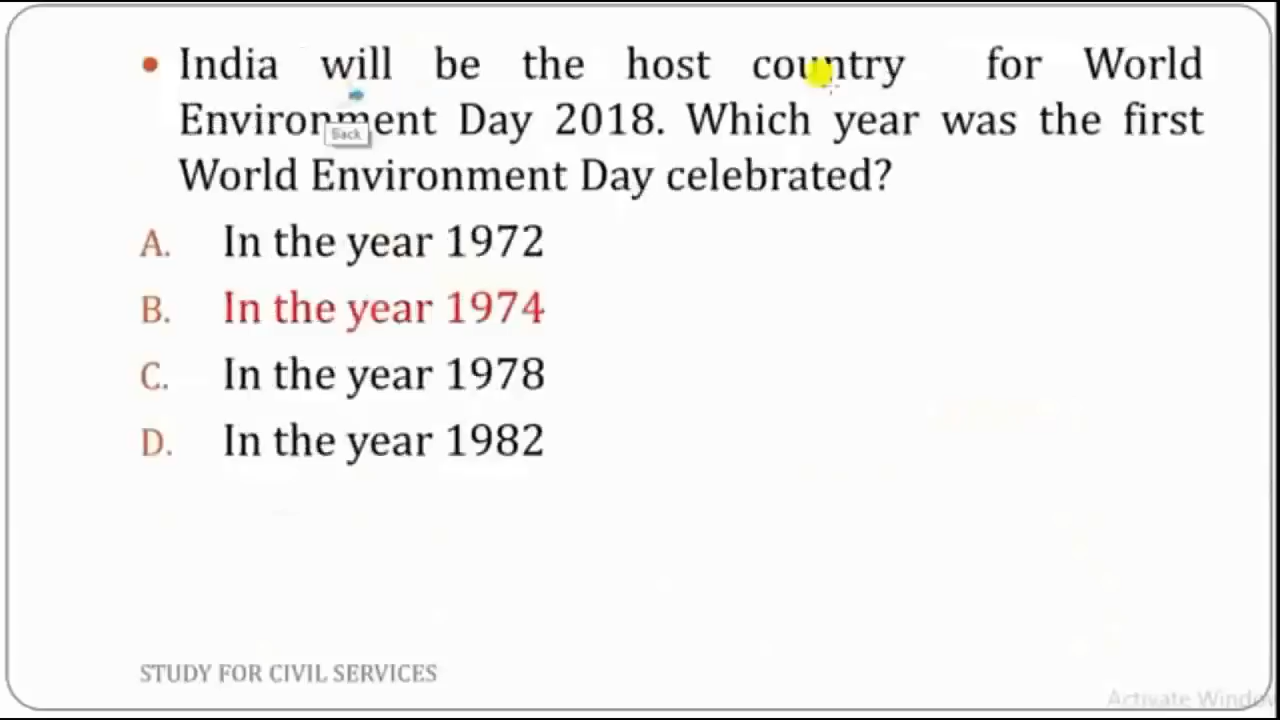 • India will be the host country for World
Environment Day 2018. Which year was the first
Back
World Environment Day celebrated?
A. In the year 1972
B. In the year 1974
C. In the year 1978
D. In the year 1982
STUDY FOR CIVIL SERVICES
Activate Window